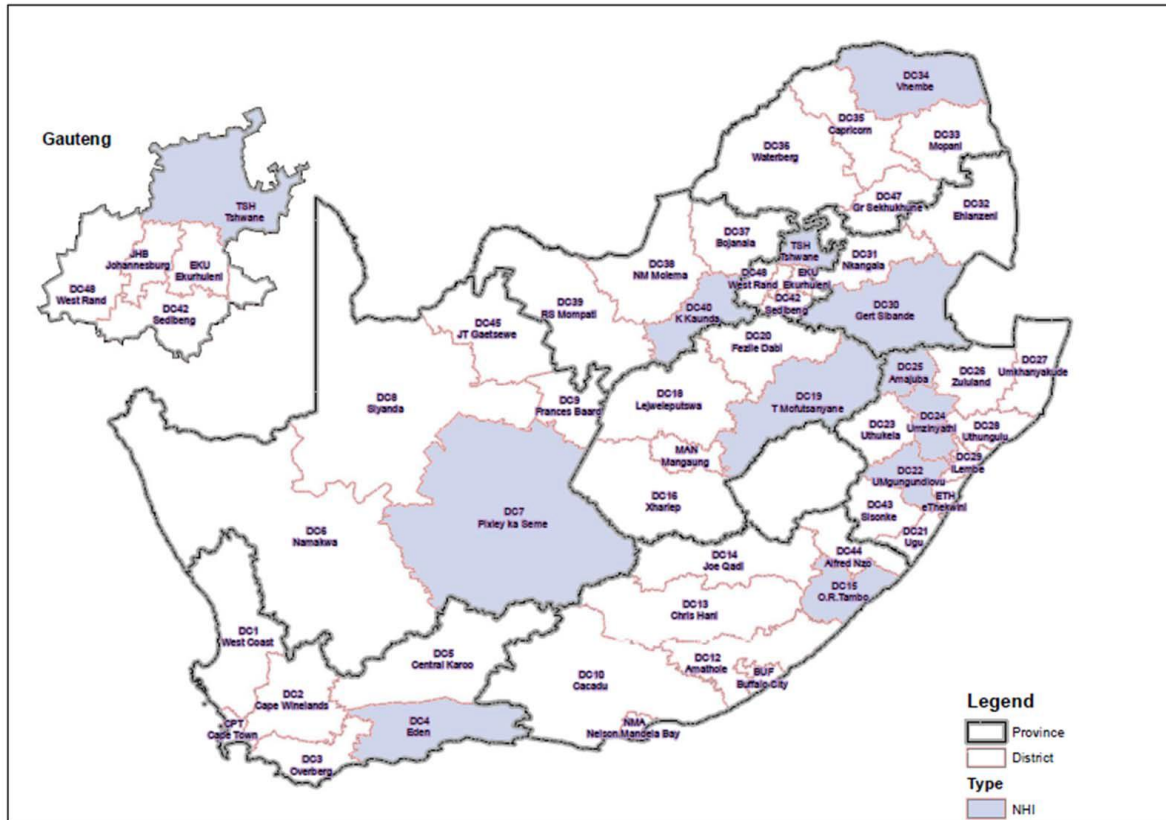 Gauteng
TSH
Tshwane
JHB
Johannesburg
EKU
Ekurhuleni
DC48
West Rand
DC42
Sedibeng
DC34
Vhembe
DC35
Capricorn
DC33
Mopani
DC36
Waterberg
DC47
Gr Sekhukhune
DC32
Ehlanzeni
DC37
Bojanala
TSH
Tshwane
DC31
Nkangala
DC38
NM Molema
DC48
West Rand
EKU
Ekurhuleni
DC42
Sedibeng
DC40
K Kaunda
DC30
Gert Sibande
DC39
RS Mompati
DC45
JT Gaetsewe
DC20
Fezile Dabi
DC25
Amajuba
DC26
Zululand
DC27
Umkhanyakude
DC8
Siyanda
DC9
Frances Baard
DC18
Lejweleputswa
DC19
T Mofutsanyane
DC24
Umzinyathi
DC23
Uthukela
DC28
Uthungulu
MAN
Mangaung
DC29
iLembe
DC22
UMgungundlovu
DC16
Xhariep
ETH
eThekwini
DC43
Sisonke
DC21
Ugu
DC7
Pixley ka Seme
DC6
Namakwa
DC14
Joe Qadi
DC44
Alfred Nzo
DC15
O.R.Tambo
DC13
Chris Hani
DC1
West Coast
DC5
Central Karoo
DC12
Amathole
BUF
Buffalo City
DC10
Cacadu
DC2
Cape Winelands
DC4
Eden
CPT
Cape Town
NMA
Nelson Mandela Bay
DC3
Overberg
Legend
Province
District
Type
NHI